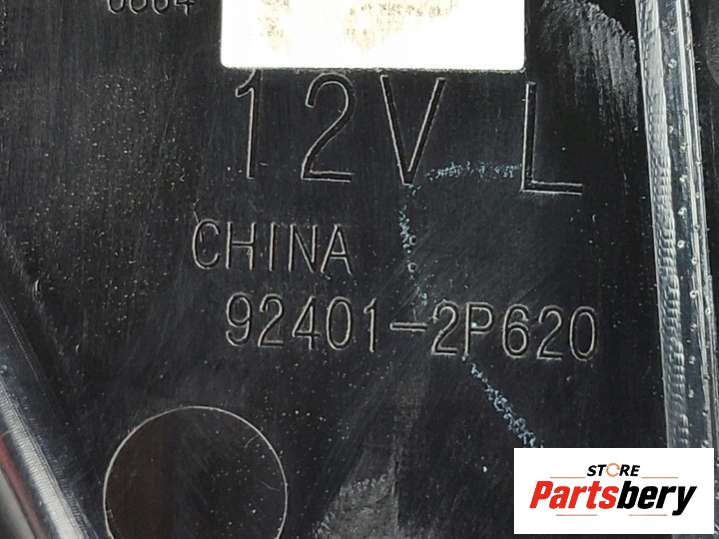 12V L
CHINA
92401-2P620
STORE
Partsbery